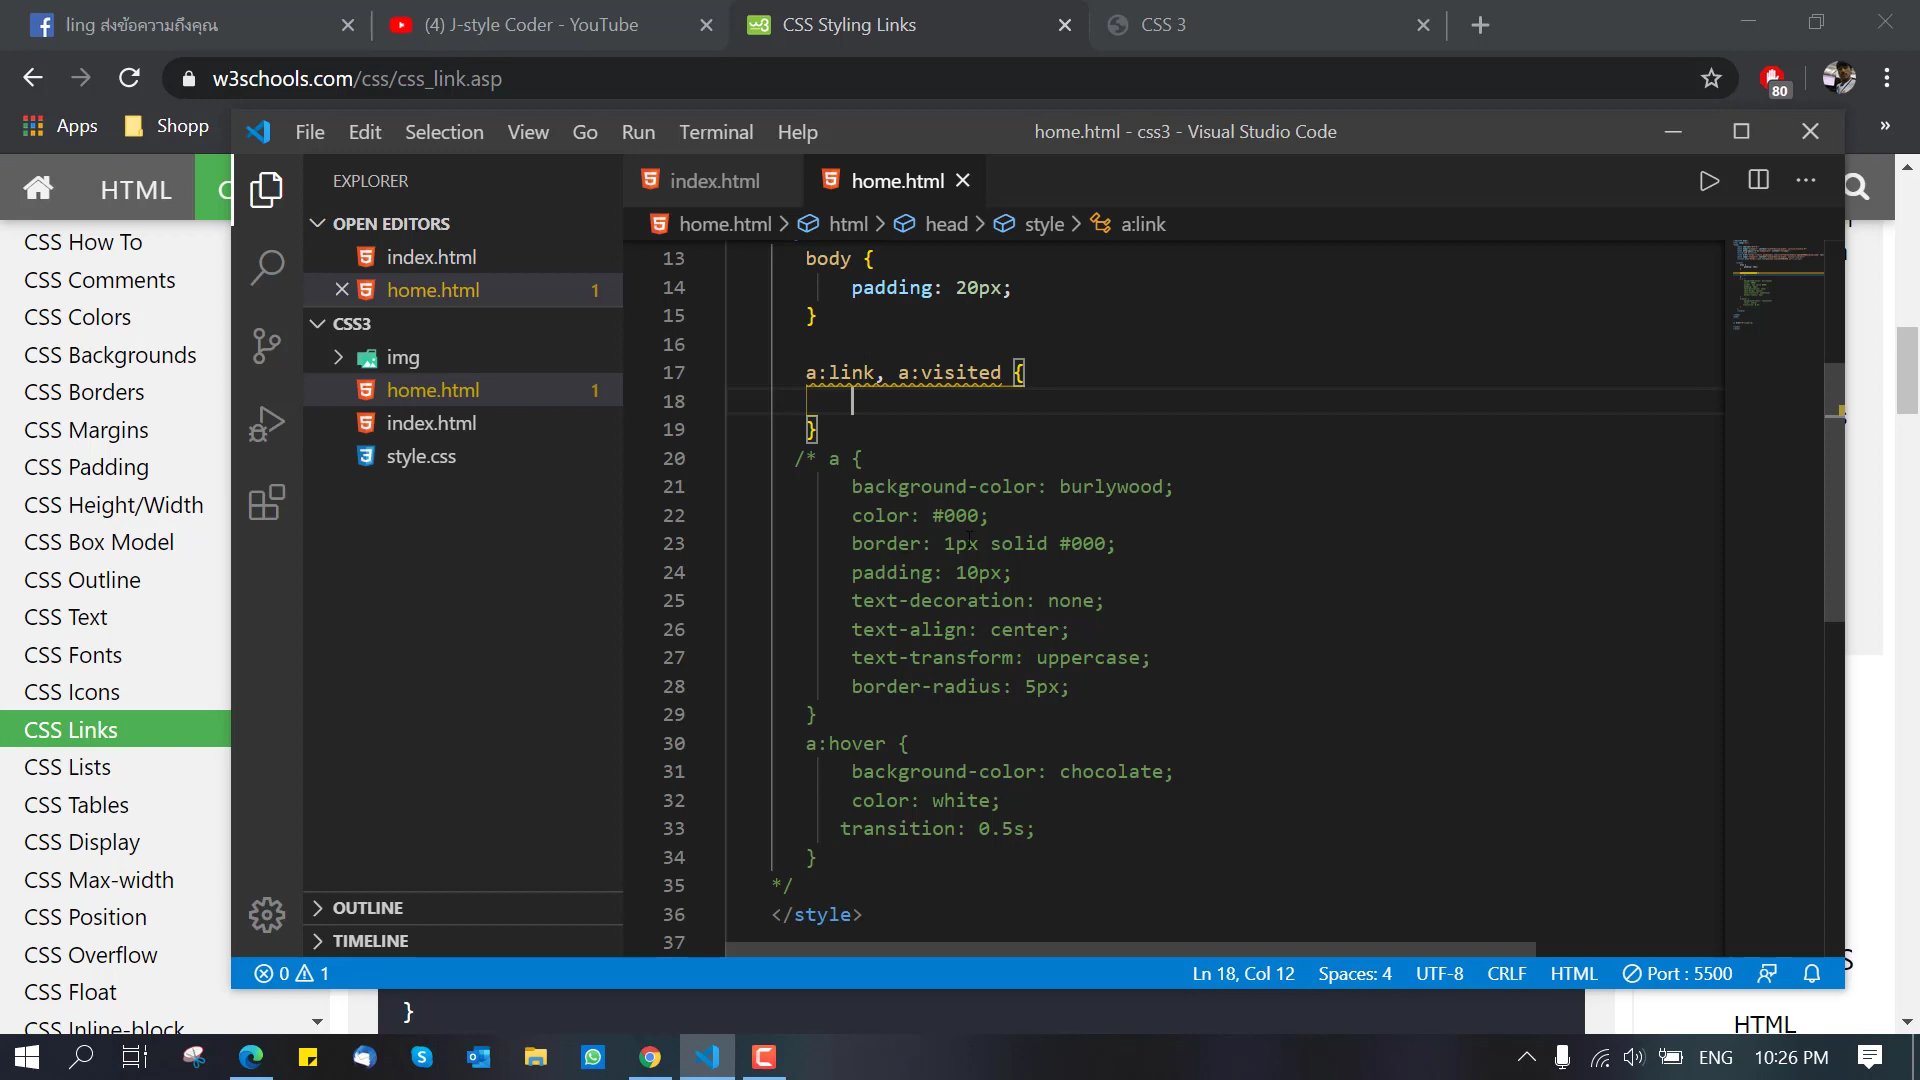 ling ส่งข้อความถึงคุณ
(4) J-style Coder - YouTube
CSS Styling Links
CSS 3
w3schools.com/css/css_link.asp
80
Apps
Shopp
»
File Edit Selection View Go Run Terminal Help
home.html - css3 - Visual Studio Code
HTML
C
CSS How To
CSS Comments
CSS Colors
CSS Backgrounds
CSS Borders
CSS Margins
CSS Padding
CSS Height/Width
CSS Box Model
CSS Outline
CSS Text
CSS Fonts
CSS Icons
CSS Links
CSS Lists
CSS Tables
CSS Display
CSS Max-width
CSS Position
CSS Overflow
CSS Float
CSS Inline-block
EXPLORER
OPEN EDITORS
index.html
home.html 1
CSS3
img
home.html 1
index.html
style.css
OUTLINE
TIMELINE
index.html
home.html
home.html > html > head > style > a:link
13 body {
14 padding: 20px;
15 }
16
17 a:link, a:visited {
18
19 }
20 /* a {
21 background-color: burlywood;
22 color: #000;
23 border: 1px solid #000;
24 padding: 10px;
25 text-decoration: none;
26 text-align: center;
27 text-transform: uppercase;
28 border-radius: 5px;
29 }
30 a:hover {
31 background-color: chocolate;
32 color: white;
33 transition: 0.5s;
34 }
35 */
36 </style>
37
0 1
Ln 18, Col 12 Spaces: 4 UTF-8 CRLF HTML Port : 5500
}
HTML
ENG 10:26 PM